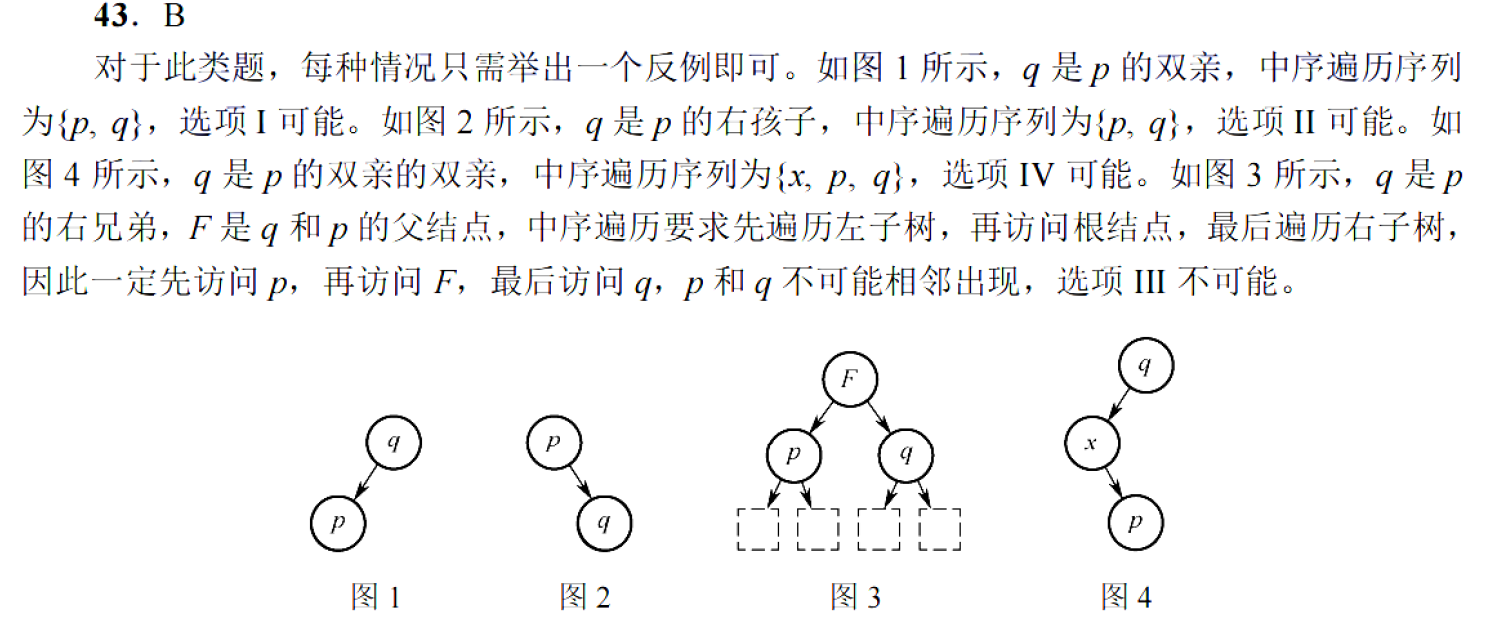 43. B
对于此类题，每种情况只需举出一个反例即可。如图 1 所示，q 是 p 的双亲，中序遍历序列
为{p, q}，选项 I 可能。如图 2 所示，q 是 p 的右孩子，中序遍历序列为{p, q}，选项 II 可能。如
图 4 所示，q 是 p 的双亲的双亲，中序遍历序列为{x, p, q}，选项 IV 可能。如图 3 所示，q 是 p
的右兄弟，F 是 q 和 p 的父结点，中序遍历要求先遍历左子树，再访问根结点，最后遍历右子树，
因此一定先访问 p，再访问 F，最后访问 q，p 和 q 不可能相邻出现，选项 III 不可能。
q
p
图 1
p
q
图 2
F
p q
图 3
q
x
p
图 4